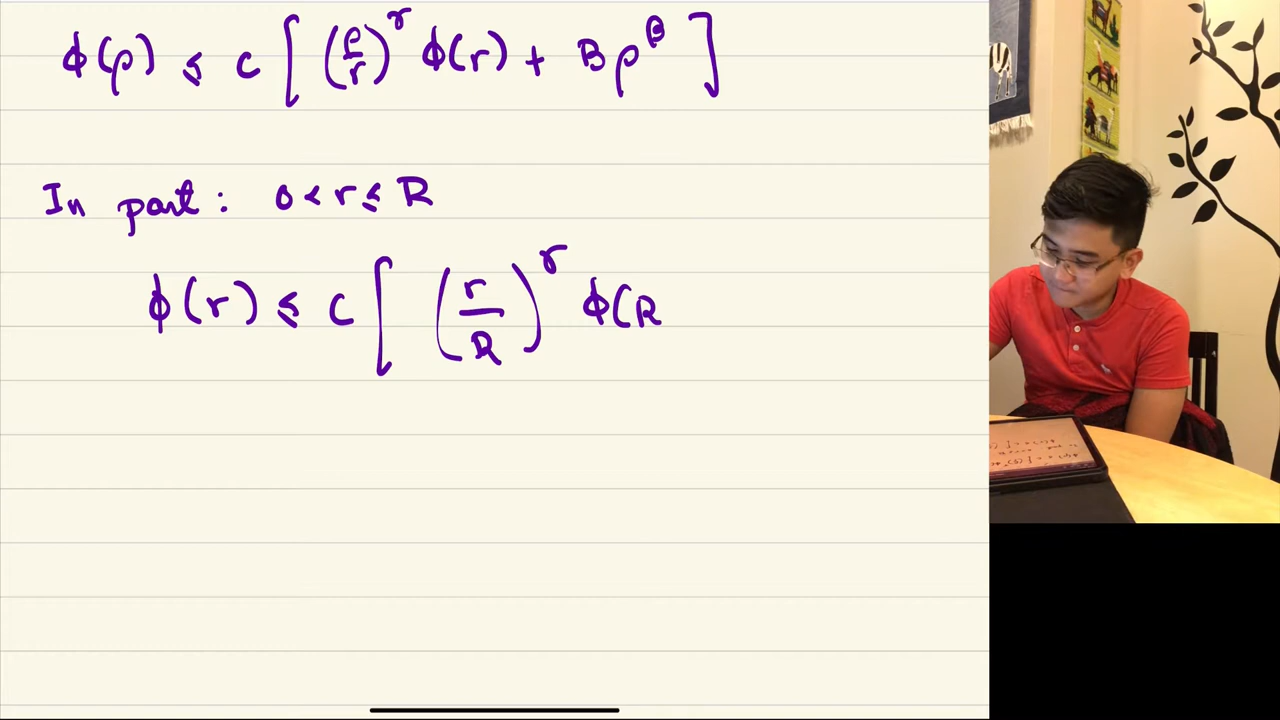 ϕ(ρ) ≤ c [ (ρ/r)^γ ϕ(r) + Bρ^β ]
In part : 0 < r ≤ R
ϕ(r) ≤ c [ (r/R)^γ ϕ(R